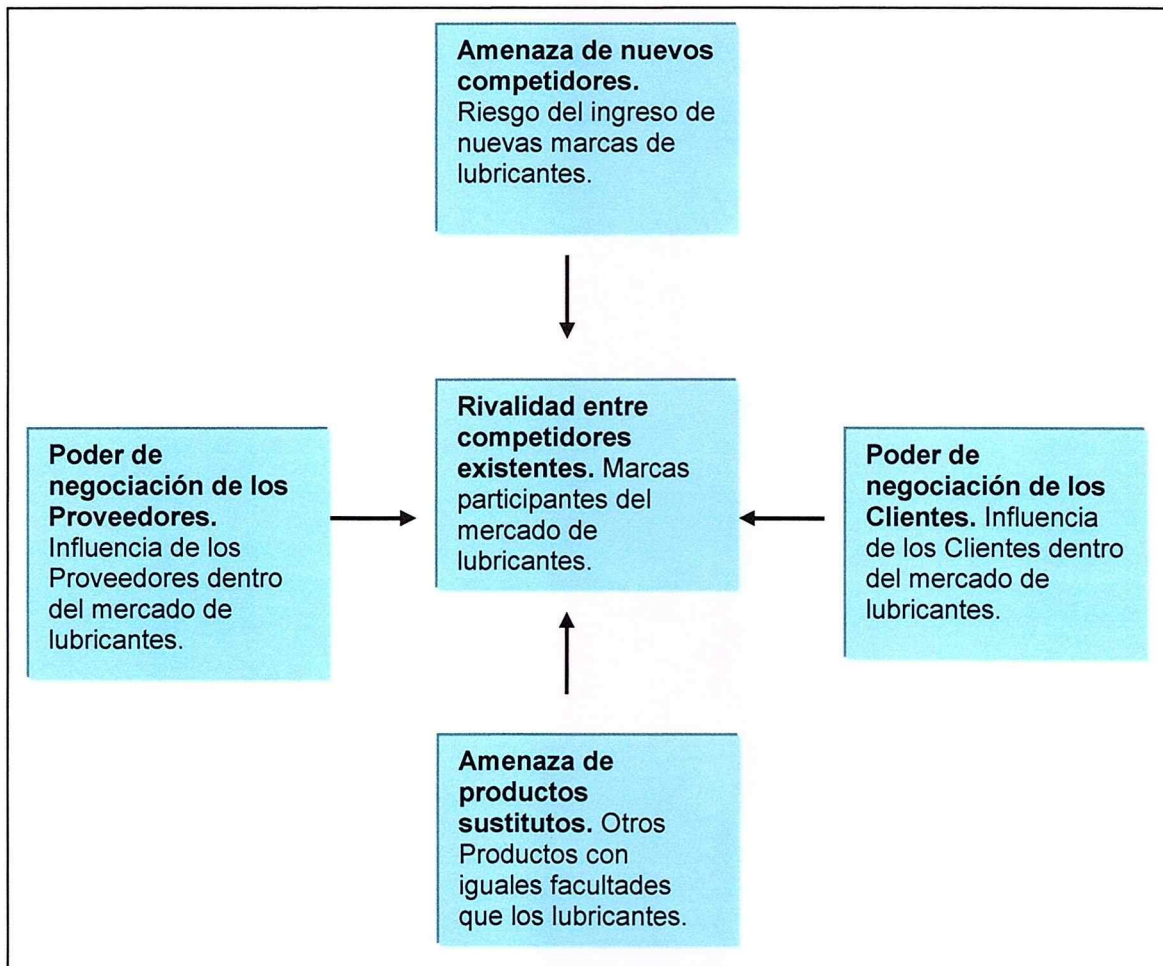 Amenaza de nuevos
competidores.
Riesgo del ingreso de
nuevas marcas de
lubricantes.
Rivalidad entre
competidores
existentes. Marcas
participantes del
mercado de
lubricantes.
Poder de
negociación de los
Proveedores.
Influencia de los
Proveedores dentro
del mercado de
lubricantes.
Poder de
negociación de los
Clientes. Influencia
de los Clientes dentro
del mercado de
lubricantes.
Amenaza de
productos
sustitutos. Otros
Productos con
iguales facultades
que los lubricantes.